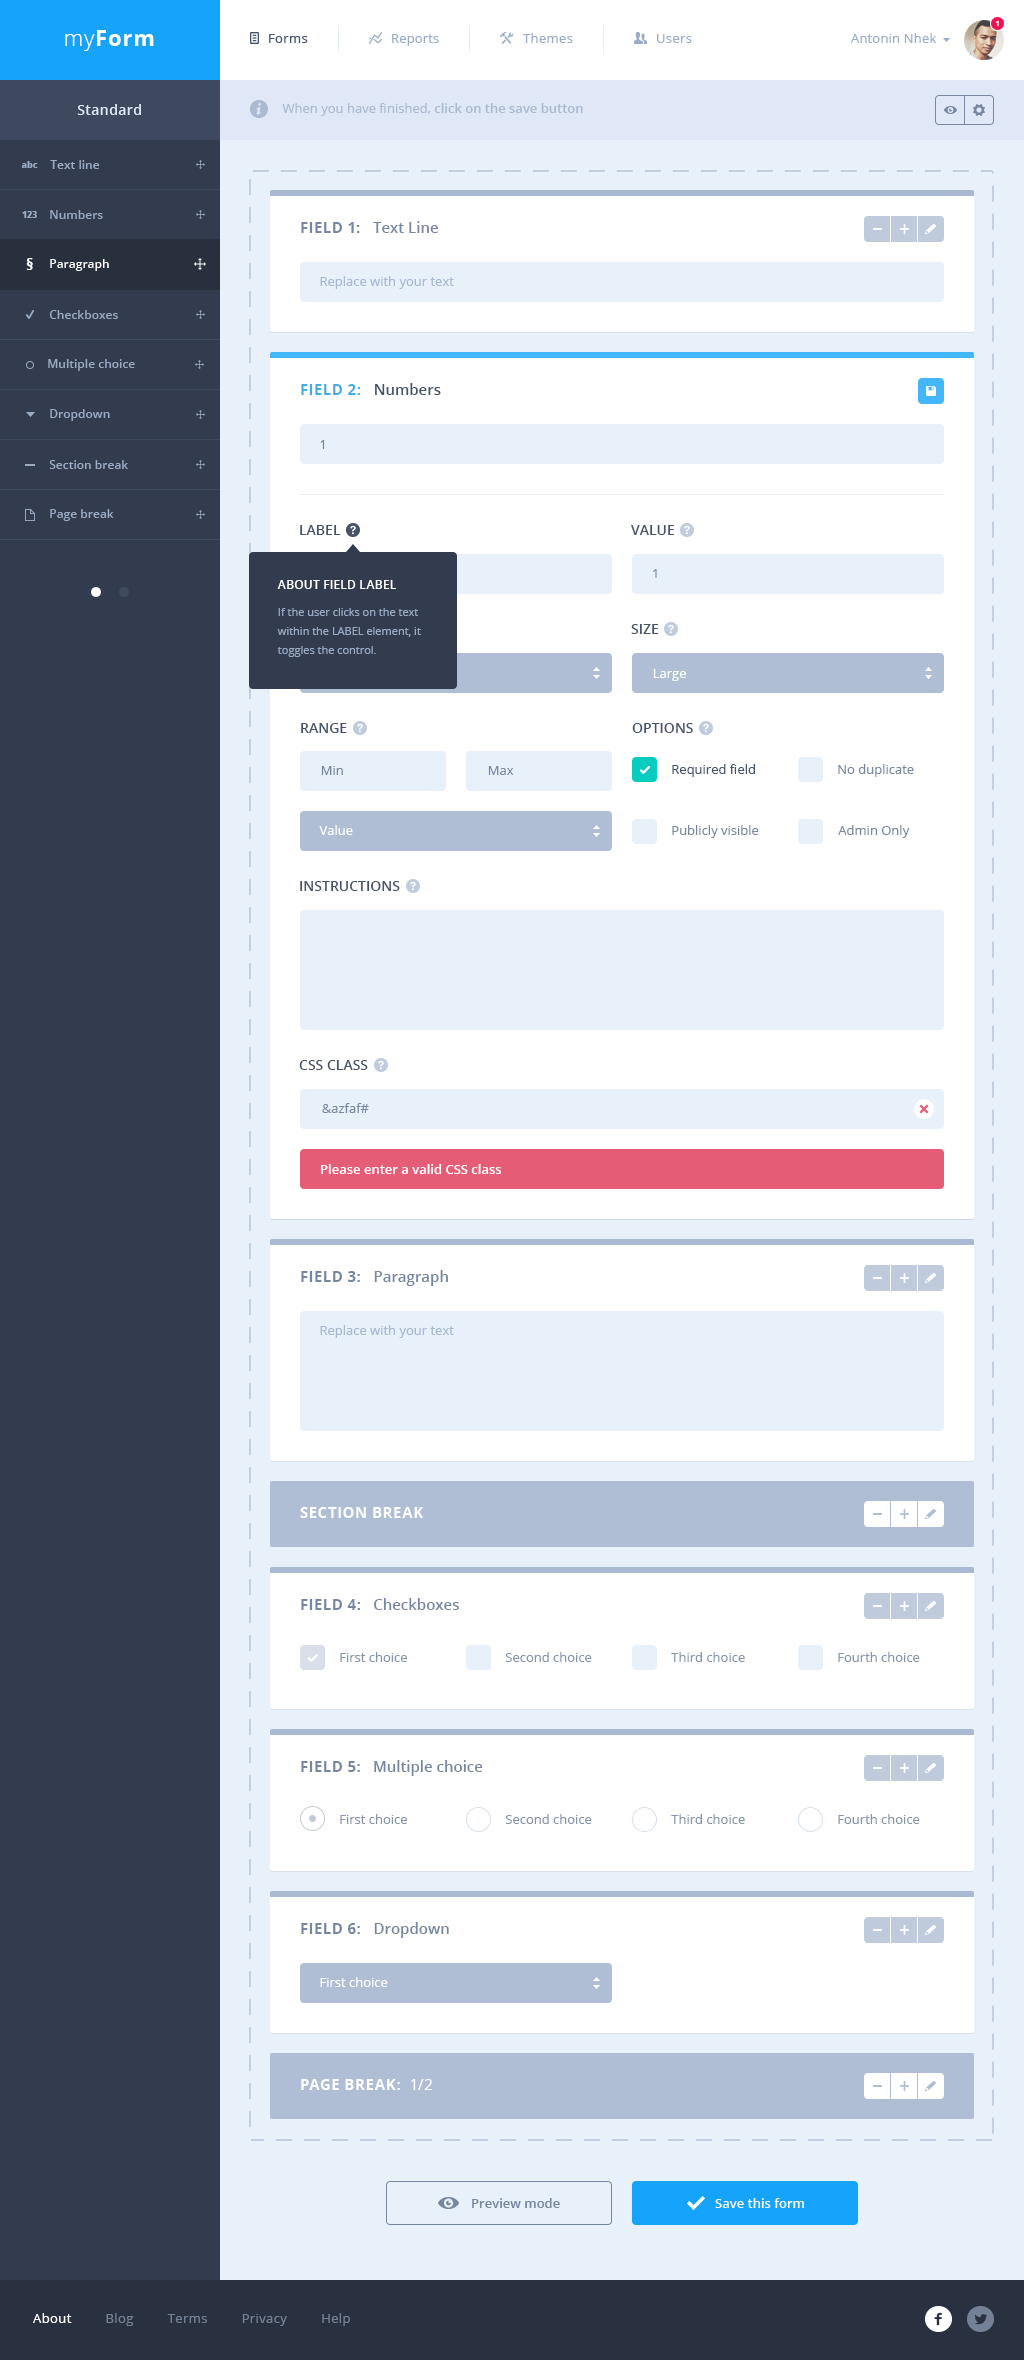 myForm
Forms
Reports
Themes
Users
Antonin Nhek
1
Standard
When you have finished, click on the save button
abc Text line
123 Numbers
§ Paragraph
Checkboxes
Multiple choice
Dropdown
Section break
Page break
FIELD 1: Text Line
Replace with your text
FIELD 2: Numbers
1
LABEL ?
VALUE ?
1
ABOUT FIELD LABEL
If the user clicks on the text
within the LABEL element, it
toggles the control.
SIZE ?
Large
RANGE ?
Min
Max
Value
OPTIONS ?
Required field
No duplicate
Publicly visible
Admin Only
INSTRUCTIONS ?
CSS CLASS ?
&azfaf#
Please enter a valid CSS class
FIELD 3: Paragraph
Replace with your text
SECTION BREAK
FIELD 4: Checkboxes
First choice
Second choice
Third choice
Fourth choice
FIELD 5: Multiple choice
First choice
Second choice
Third choice
Fourth choice
FIELD 6: Dropdown
First choice
PAGE BREAK: 1/2
Preview mode
Save this form
About
Blog
Terms
Privacy
Help